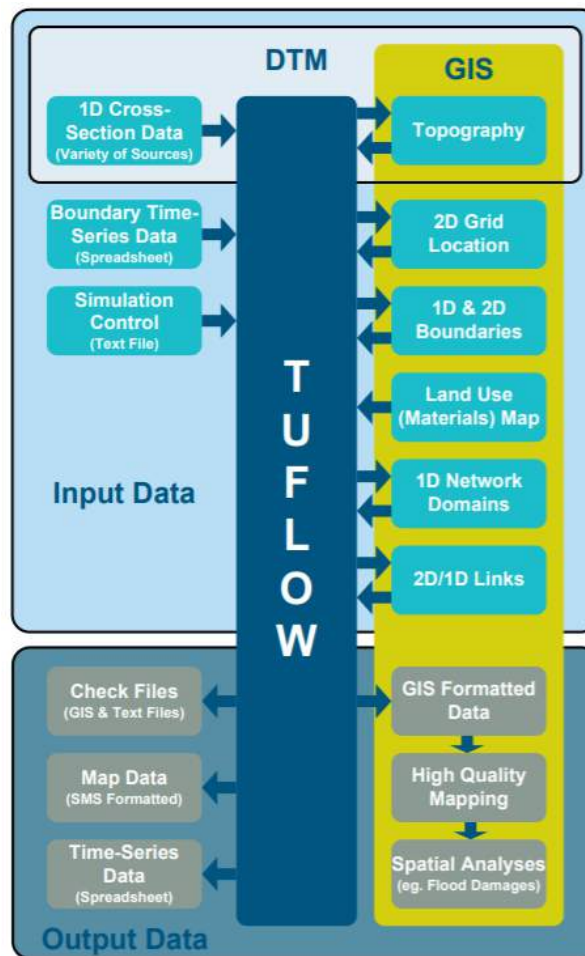 DTM
GIS
1D Cross-
Section Data
(Variety of Sources)
Topography
Boundary Time-
Series Data
(Spreadsheet)
2D Grid
Location
Simulation
Control
(Text File)
1D & 2D
Boundaries
T
U
F
L
O
W
Land Use
(Materials) Map
Input Data
1D Network
Domains
2D/1D Links
Check Files
(GIS & Text Files)
GIS Formatted
Data
Map Data
(SMS Formatted)
High Quality
Mapping
Time-Series
Data
(Spreadsheet)
Spatial Analyses
(eg. Flood Damages)
Output Data